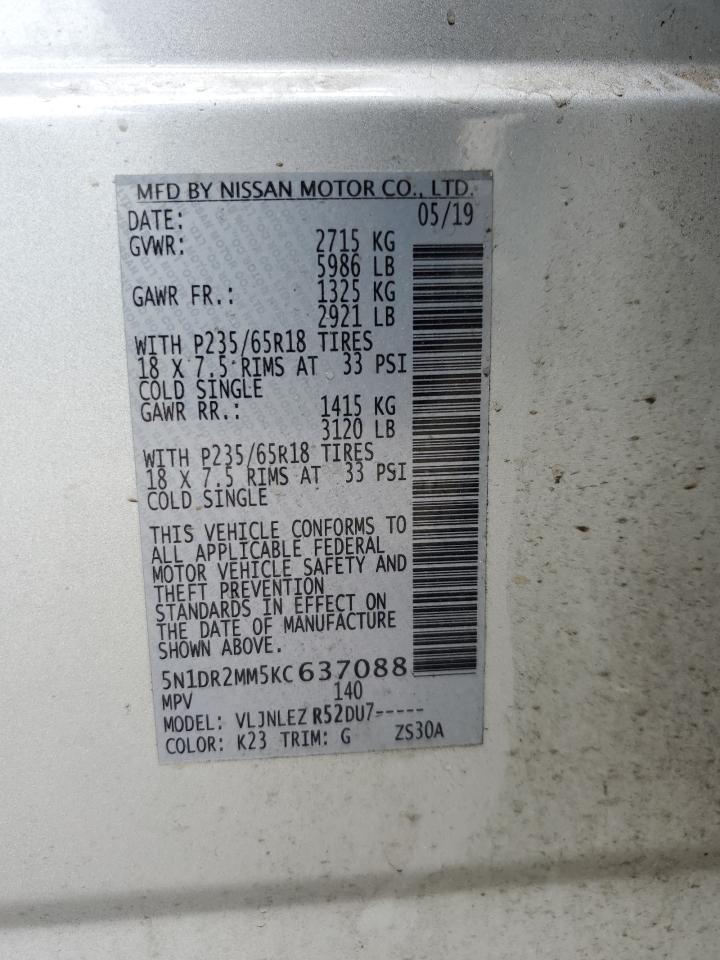 MFD BY NISSAN MOTOR CO., LTD.
DATE: 05/19
GVWR: 2715 KG
5986 LB
GAWR FR.: 1325 KG
2921 LB
WITH P235/65R18 TIRES
18 X 7.5 RIMS AT 33 PSI
COLD SINGLE
GAWR RR.: 1415 KG
3120 LB
WITH P235/65R18 TIRES
18 X 7.5 RIMS AT 33 PSI
COLD SINGLE
THIS VEHICLE CONFORMS TO
ALL APPLICABLE FEDERAL
MOTOR VEHICLE SAFETY AND
THEFT PREVENTION
STANDARDS IN EFFECT ON
THE DATE OF MANUFACTURE
SHOWN ABOVE.
5N1DR2MM5KC637088
MPV 140
MODEL: VLJNLEZ R52DU7-----
COLOR: K23 TRIM: G ZS30A